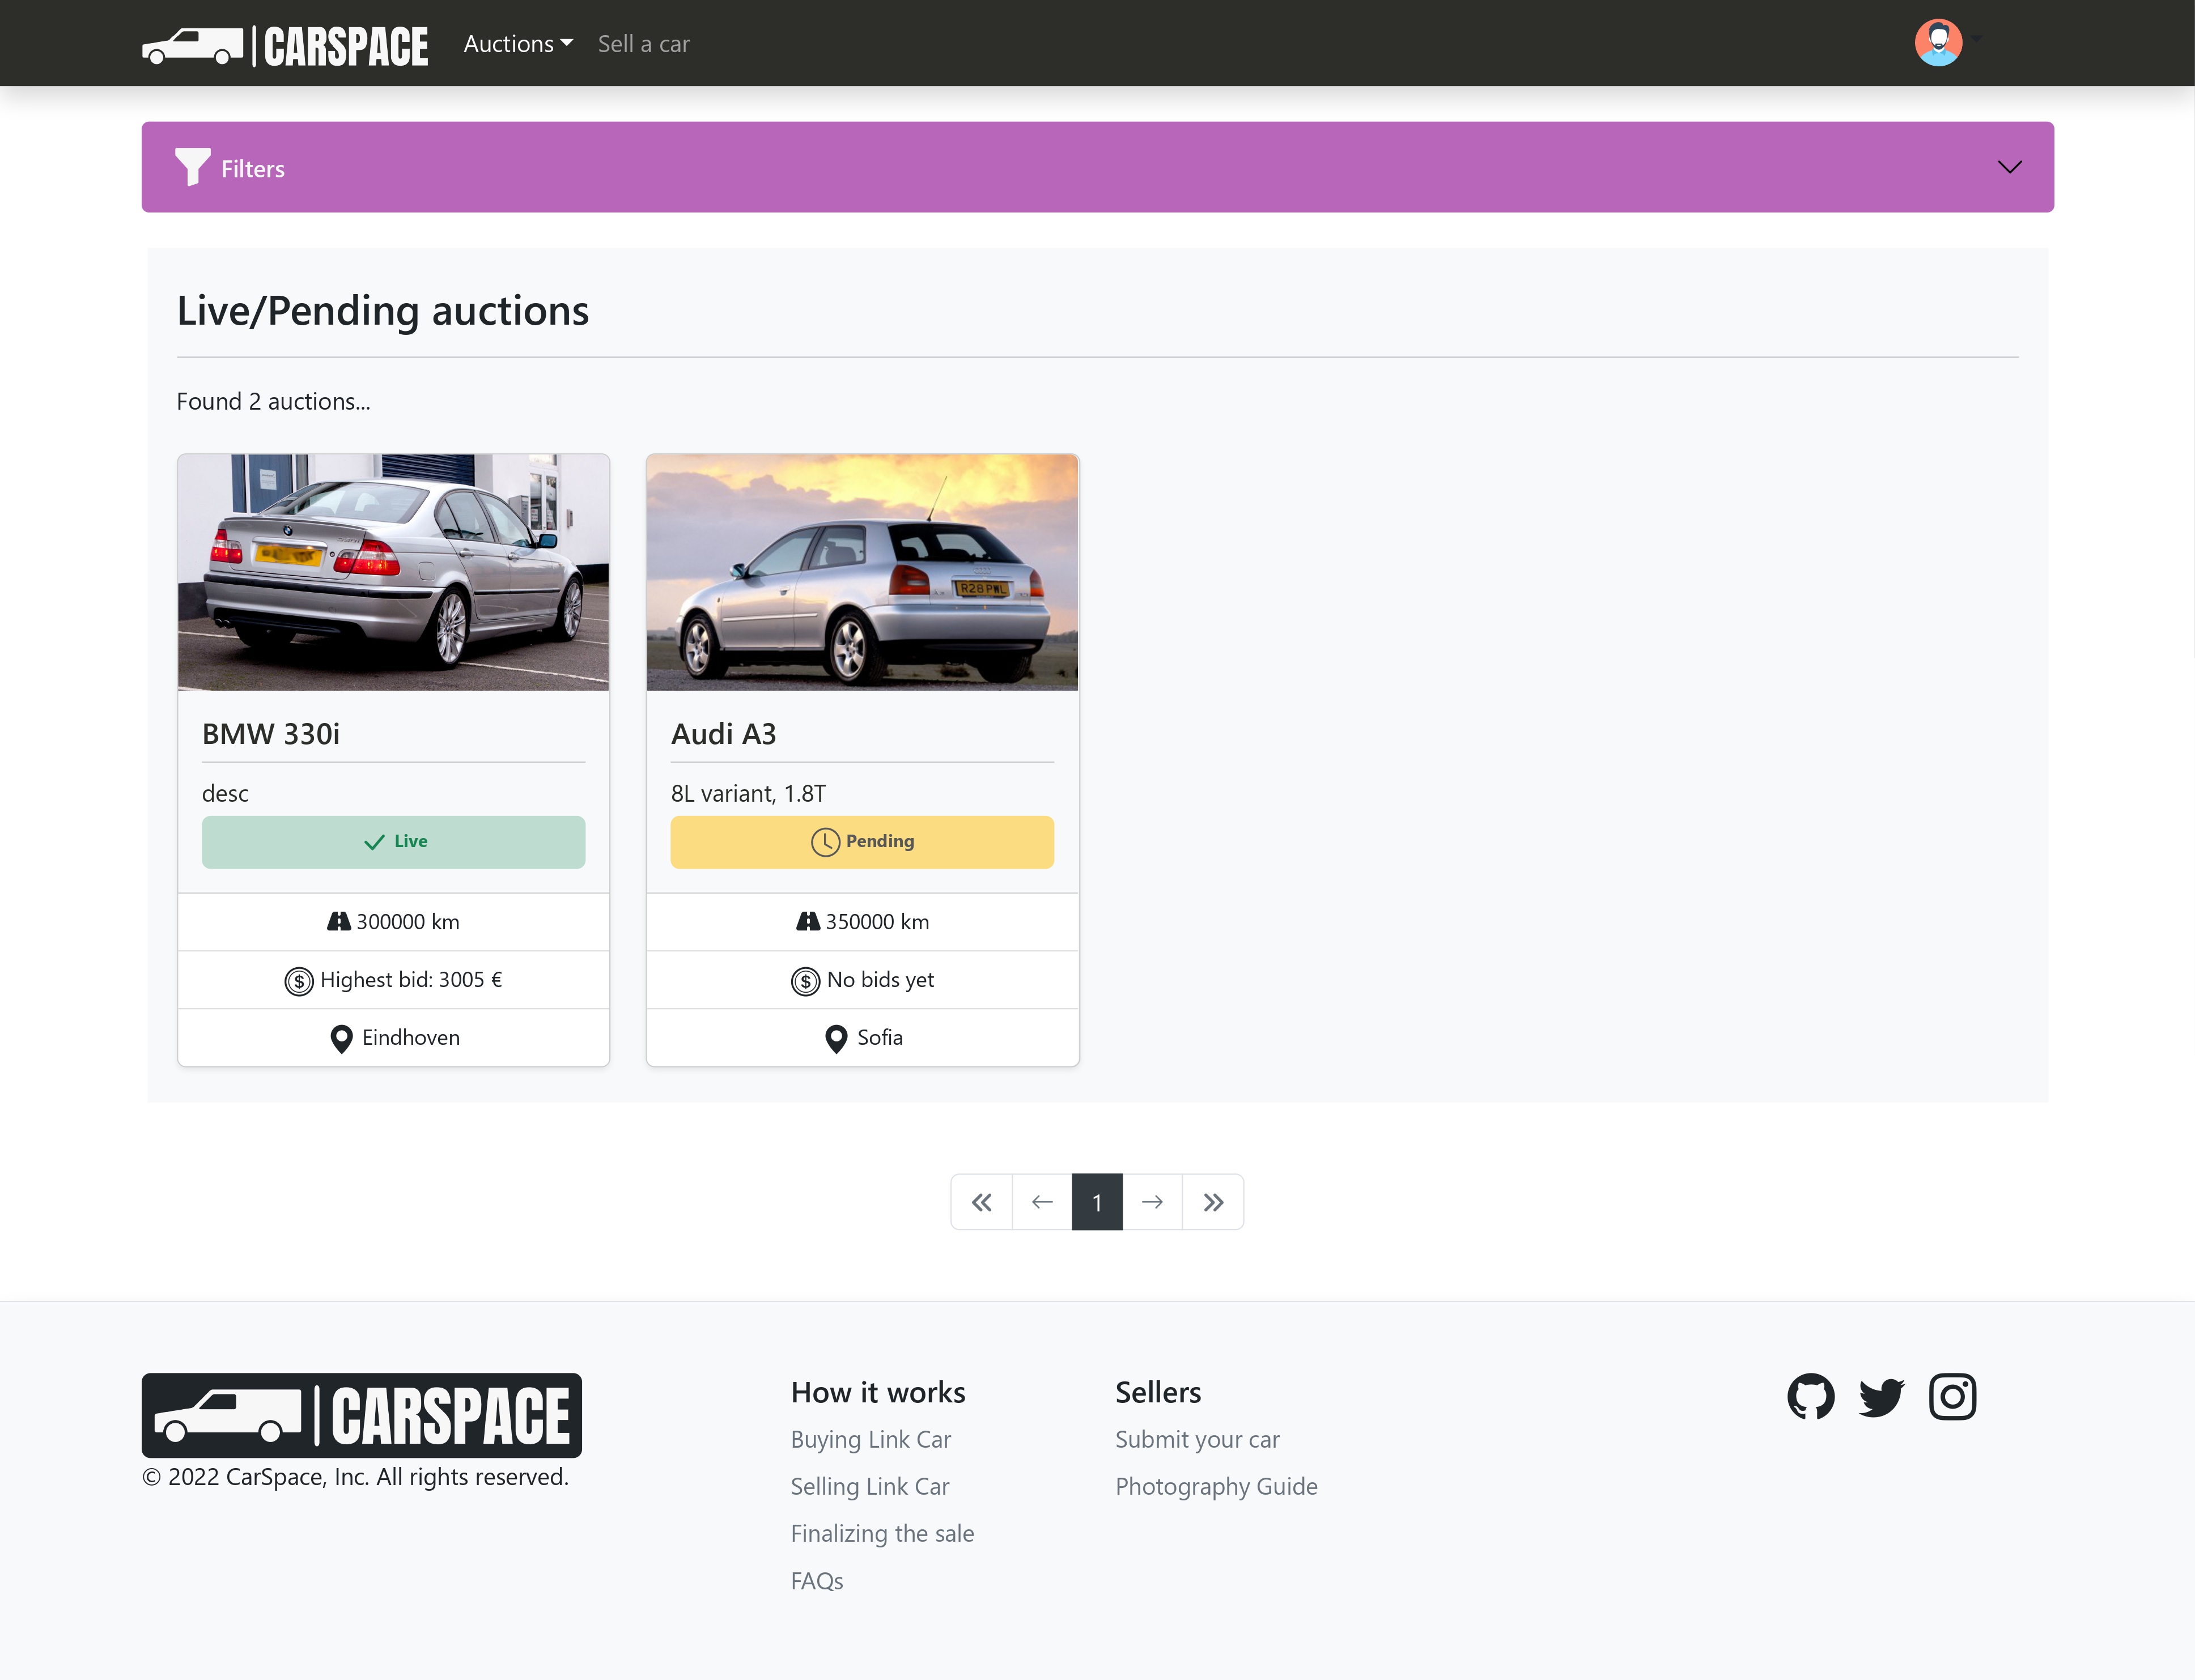 CARSPACE
Auctions
Sell a car
Filters
Live/Pending auctions
Found 2 auctions...
R28 PWL
BMW 330i
desc
Live
300000 km
$ Highest bid: 3005 €
Eindhoven
Audi A3
8L variant, 1.8T
Pending
350000 km
$ No bids yet
Sofia
1
CARSPACE
© 2022 CarSpace, Inc. All rights reserved.
How it works
Buying Link Car
Selling Link Car
Finalizing the sale
FAQs
Sellers
Submit your car
Photography Guide